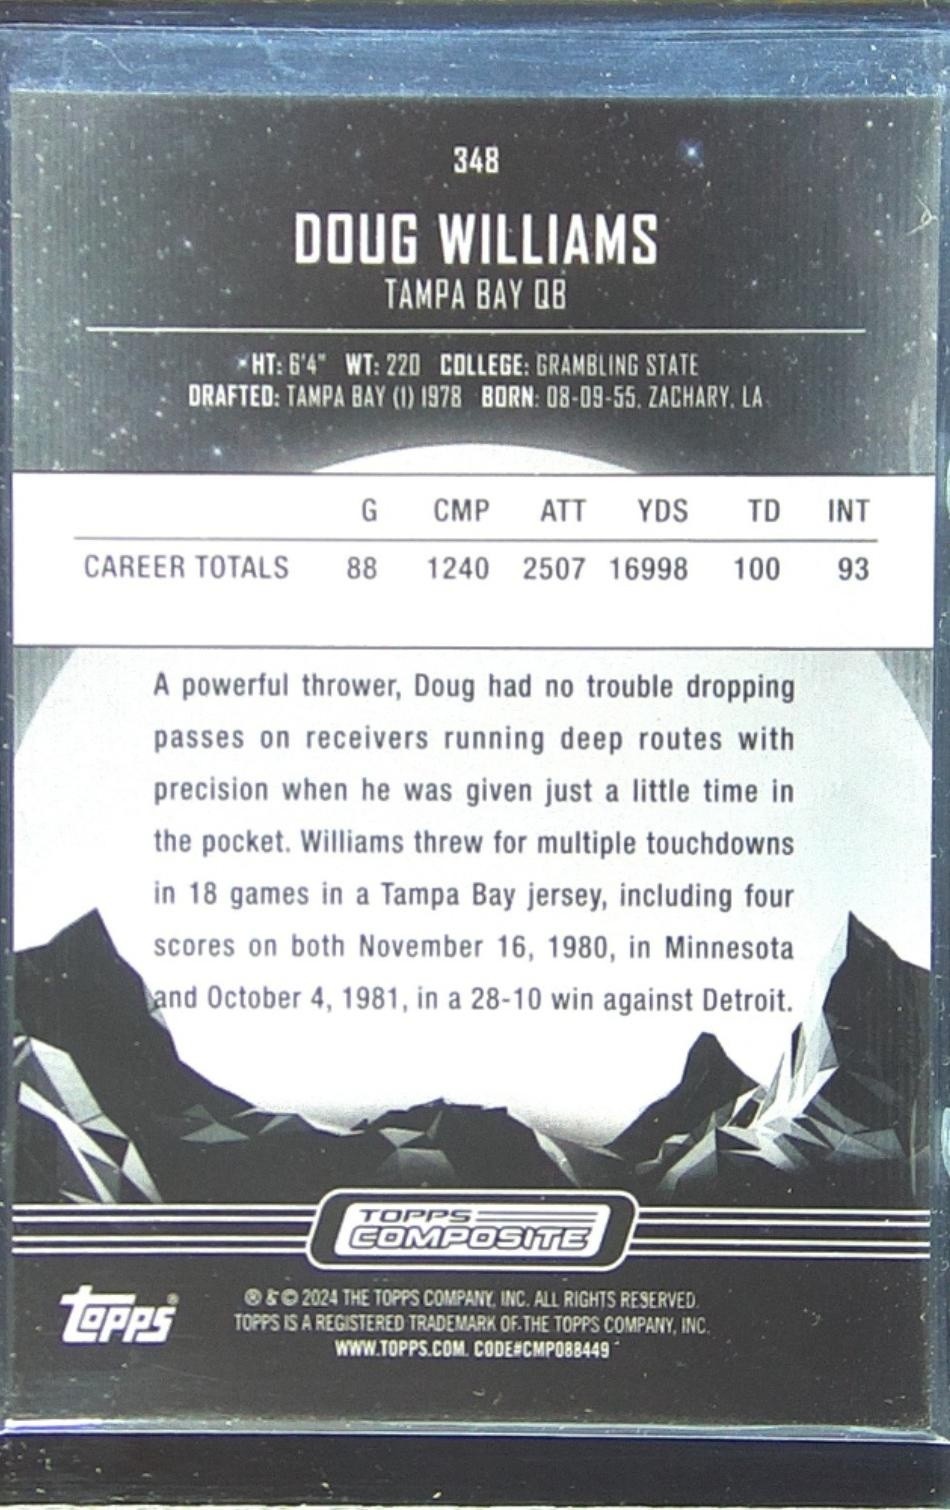 348
DOUG WILLIAMS
TAMPA BAY QB
HT: 6'4" WT: 220 COLLEGE: GRAMBLING STATE
DRAFTED: TAMPA BAY (1) 1978 BORN: 08-09-55, ZACHARY, LA
G CMP ATT YDS TD INT
CAREER TOTALS 88 1240 2507 16998 100 93
A powerful thrower, Doug had no trouble dropping
passes on receivers running deep routes with
precision when he was given just a little time in
the pocket. Williams threw for multiple touchdowns
in 18 games in a Tampa Bay jersey, including four
scores on both November 16, 1980, in Minnesota
and October 4, 1981, in a 28-10 win against Detroit.
TOPPS
COMPOSITE
topps®
® & © 2024 THE TOPPS COMPANY, INC. ALL RIGHTS RESERVED.
TOPPS IS A REGISTERED TRADEMARK OF THE TOPPS COMPANY, INC.
WWW.TOPPS.COM. CODE#CMP088449